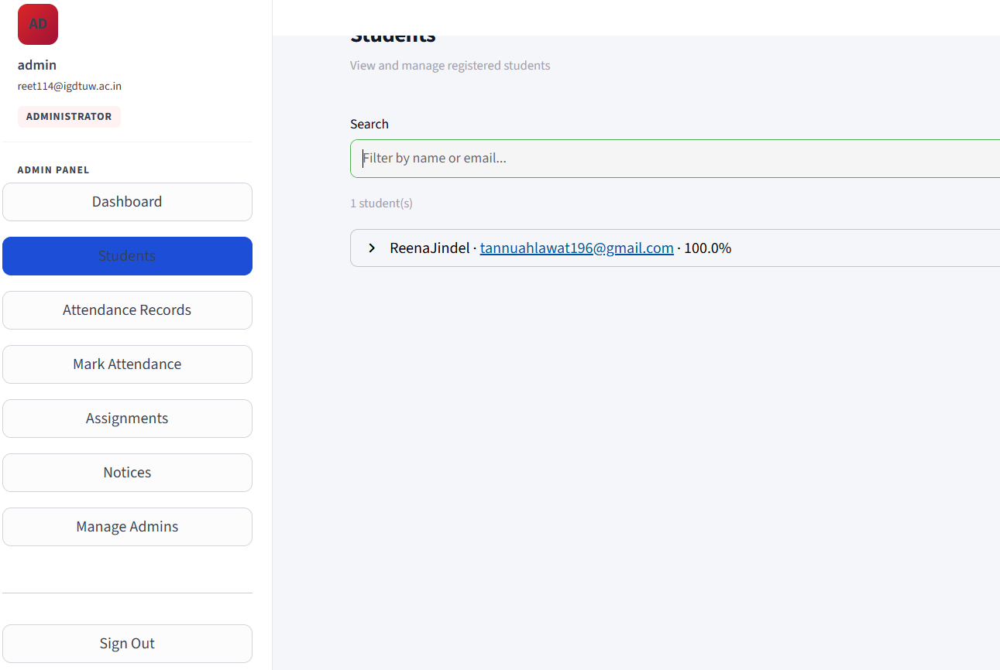 AD
admin
reet114@igdtuw.ac.in
ADMINISTRATOR
ADMIN PANEL
Dashboard
Students
Attendance Records
Mark Attendance
Assignments
Notices
Manage Admins
Sign Out
Students
View and manage registered students
Search
Filter by name or email...
1 student(s)
ReenaJindel · tannuahlawat196@gmail.com · 100.0%